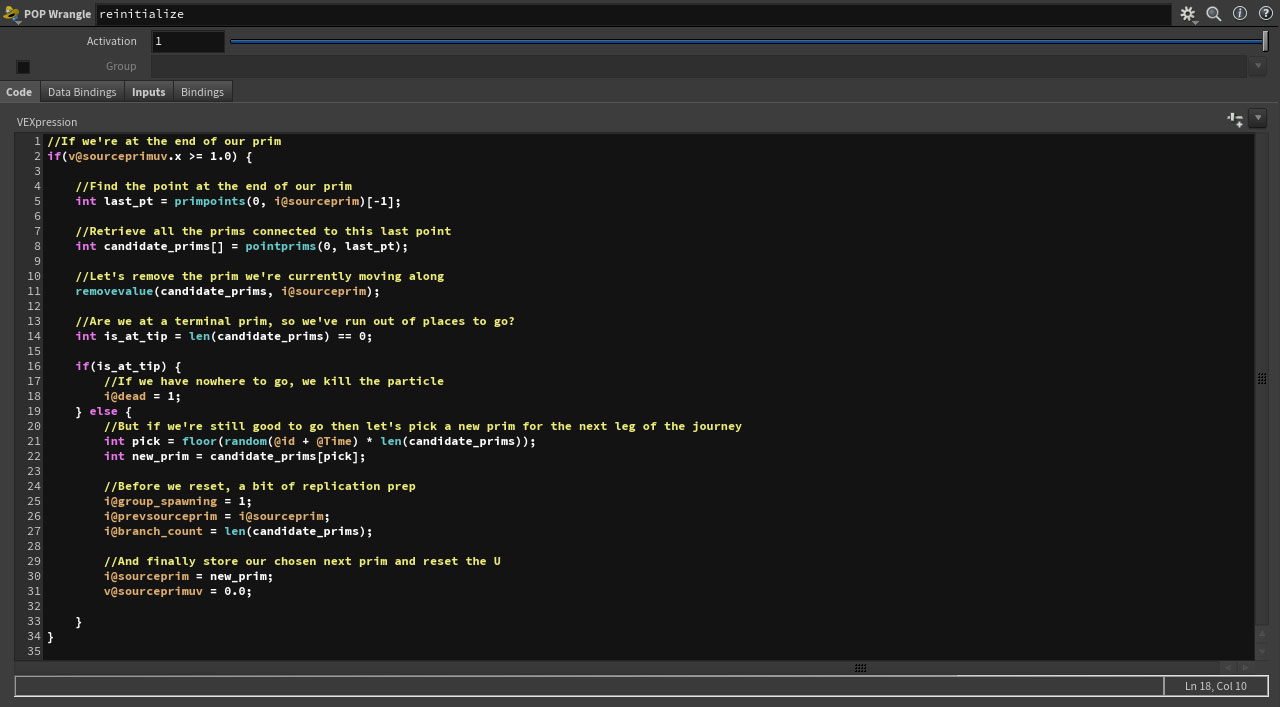 POP Wrangle reinitialize
Activation 1
Group
Code Data Bindings Inputs Bindings
VEXpression
1 //If we're at the end of our prim
2 if(v@sourceprimuv.x >= 1.0) {
3
4     //Find the point at the end of our prim
5     int last_pt = primpoints(0, i@sourceprim)[-1];
6
7     //Retrieve all the prims connected to this last point
8     int candidate_prims[] = pointprims(0, last_pt);
9
10     //Let's remove the prim we're currently moving along
11     removevalue(candidate_prims, i@sourceprim);
12
13     //Are we at a terminal prim, so we've run out of places to go?
14     int is_at_tip = len(candidate_prims) == 0;
15
16     if(is_at_tip) {
17         //If we have nowhere to go, we kill the particle
18         i@dead = 1;
19     } else {
20         //But if we're still good to go then let's pick a new prim for the next leg of the journey
21         int pick = floor(random(@id + @Time) * len(candidate_prims));
22         int new_prim = candidate_prims[pick];
23
24         //Before we reset, a bit of replication prep
25         i@group_spawning = 1;
26         i@prevsourceprim = i@sourceprim;
27         i@branch_count = len(candidate_prims);
28
29         //And finally store our chosen next prim and reset the U
30         i@sourceprim = new_prim;
31         v@sourceprimuv = 0.0;
32
33     }
34 }
35
Ln 18, Col 10